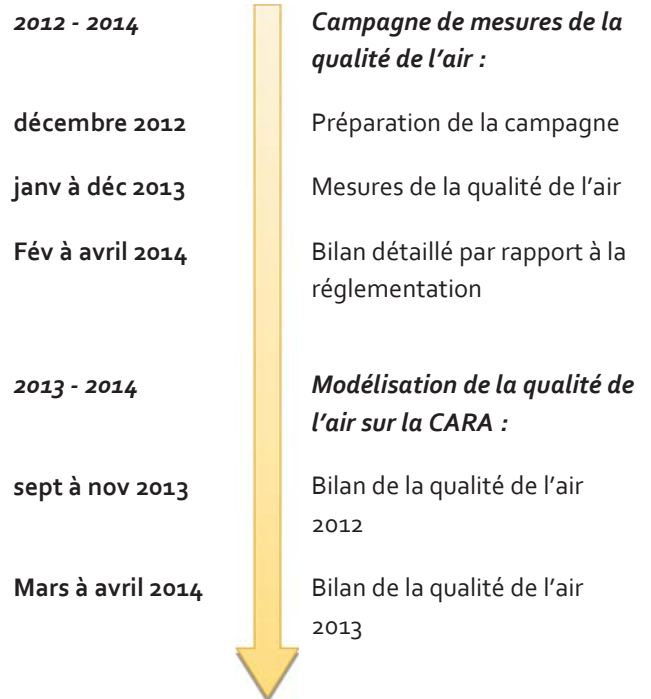 2012 - 2014 Campagne de mesures de la
qualité de l'air :
décembre 2012 Préparation de la campagne
janv à déc 2013 Mesures de la qualité de l'air
Fév à avril 2014 Bilan détaillé par rapport à la
réglementation
2013 - 2014 Modélisation de la qualité de
l'air sur la CARA :
sept à nov 2013 Bilan de la qualité de l'air
2012
Mars à avril 2014 Bilan de la qualité de l'air
2013